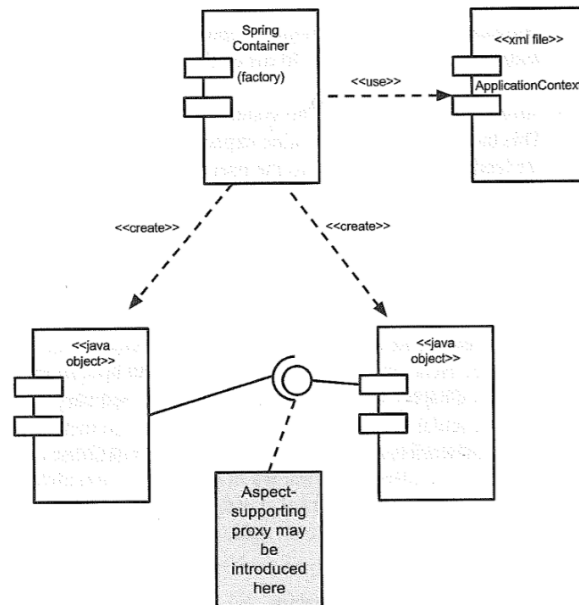 Spring
Container
(factory)
<<xml file>>
ApplicationContext
<<use>>
<<create>>
<<create>>
<<java
object>>
<<java
object>>
Aspect-
supporting
proxy may
be
introduced
here